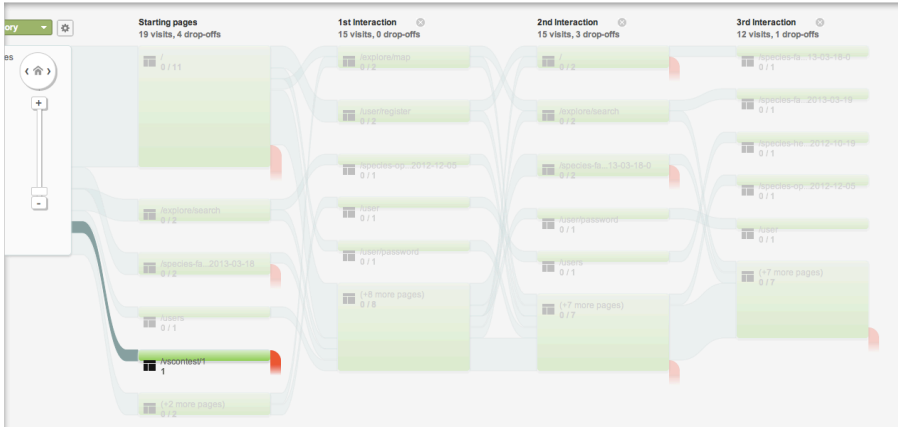 ory
es
+
-
Starting pages
19 visits, 4 drop-offs
/
0 / 11
/explore/search
0 / 2
/species-fa...2013-03-18
0 / 2
/users
0 / 1
/vscontest/1
1
(+2 more pages)
0 / 2
1st Interaction
15 visits, 0 drop-offs
/explore/map
0 / 2
/user/register
0 / 2
/species-op...2012-12-05
0 / 1
/user
0 / 1
/user/password
0 / 1
(+8 more pages)
0 / 8
2nd Interaction
15 visits, 3 drop-offs
/
0 / 2
/explore/search
0 / 2
/species-fa...13-03-18-0
0 / 2
/user/password
0 / 1
/users
0 / 1
(+7 more pages)
0 / 7
3rd Interaction
12 visits, 1 drop-offs
/species-fa...13-03-18-0
0 / 1
/species-fa...2013-03-19
0 / 1
/species-he...2012-10-19
0 / 1
/species-op...2012-12-05
0 / 1
/user
0 / 1
(+7 more pages)
0 / 7